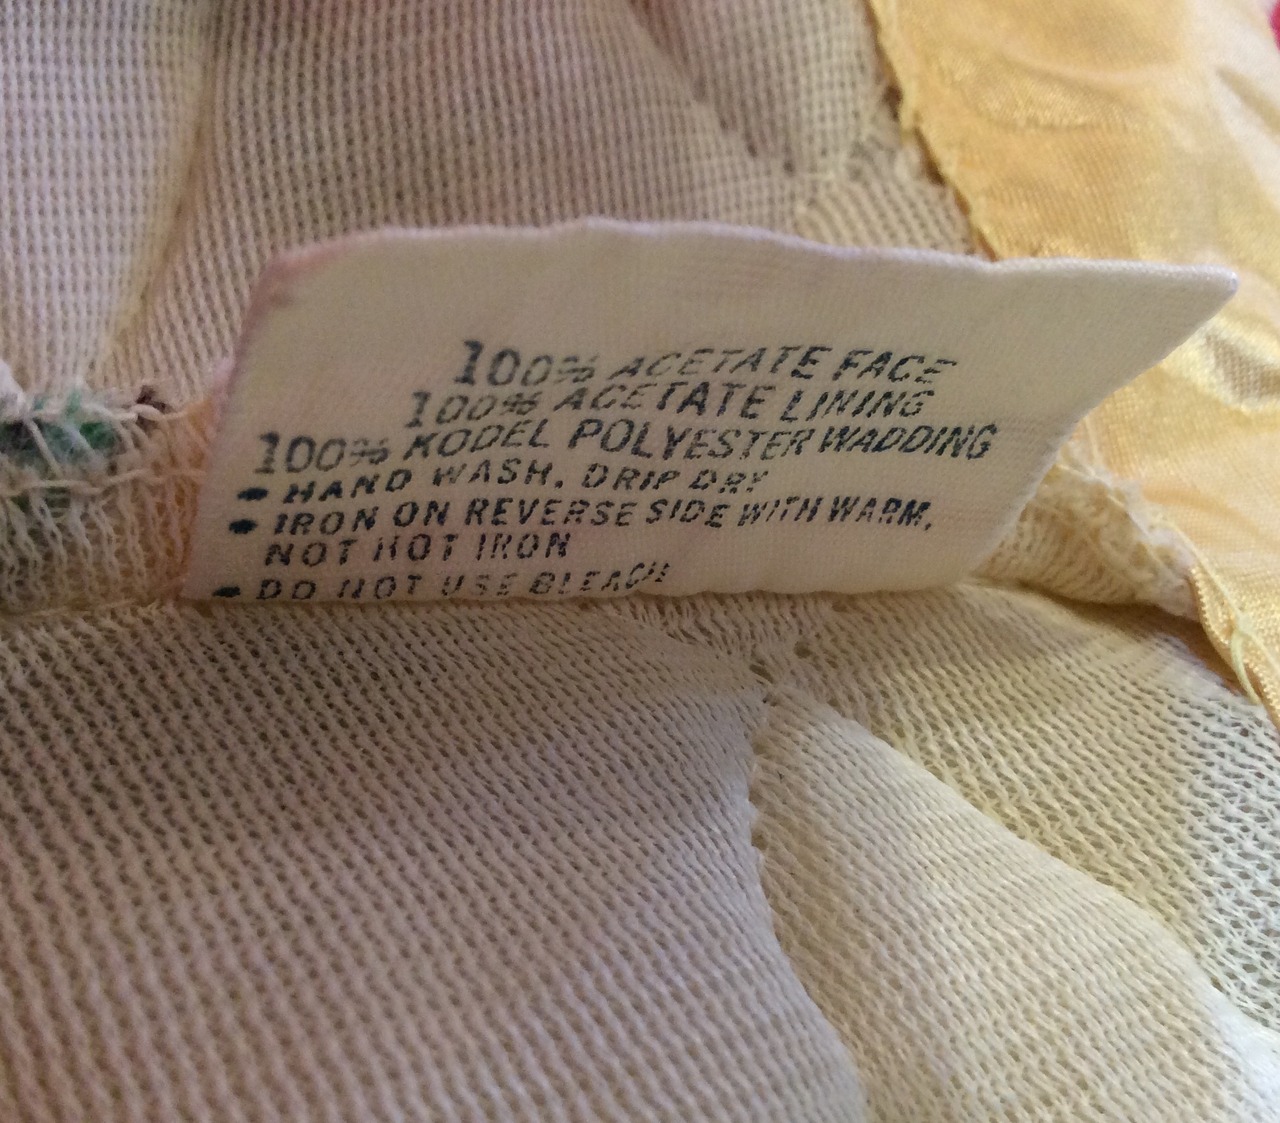 100% ACETATE FACE
100% ACETATE LINING
100% KODEL POLYESTER WADDING
- HAND WASH. DRIP DRY
- IRON ON REVERSE SIDE WITH WARM,
NOT HOT IRON
- DO NOT USE BLEACH